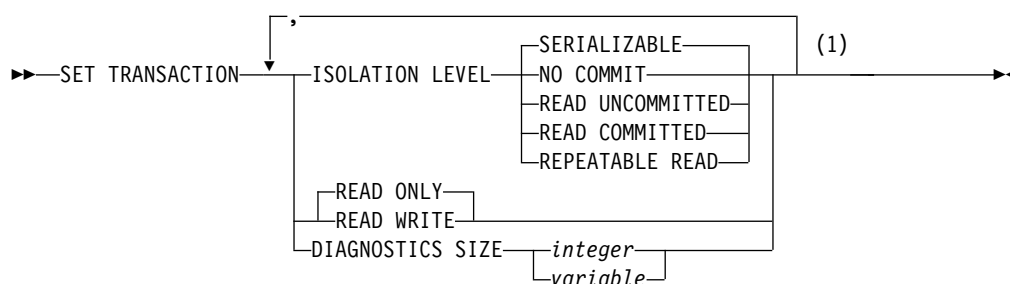 ,
SERIALIZABLE (1)
SET TRANSACTION ISOLATION LEVEL NO COMMIT
READ UNCOMMITTED
READ COMMITTED
REPEATABLE READ
READ ONLY
READ WRITE
DIAGNOSTICS SIZE integer
variable